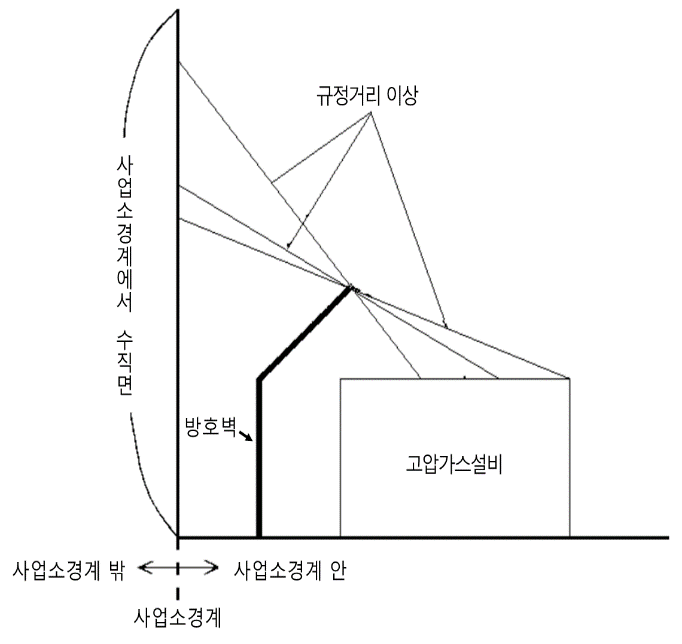 규정거리 이상
사업소경계에서 수직면
방호벽
고압가스설비
사업소경계 밖
사업소경계 안
사업소경계